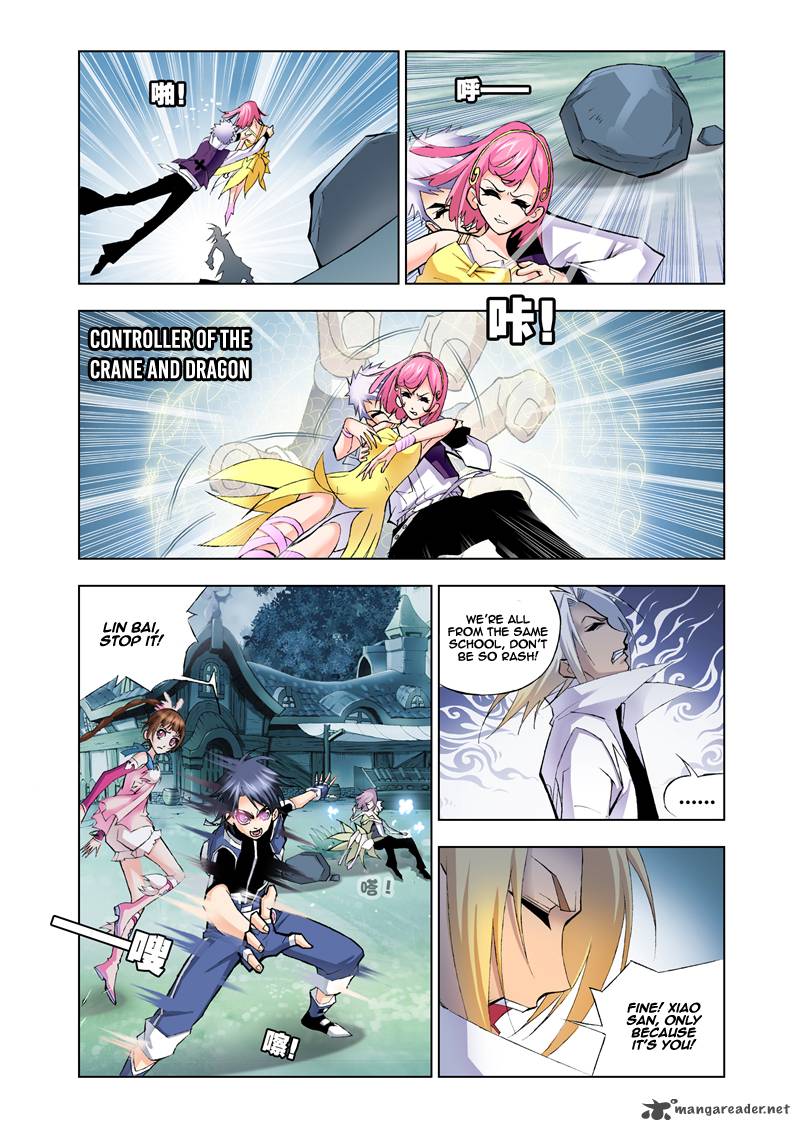 啪!
呼——
CONTROLLER OF THE
CRANE AND DRAGON
咔!
LIN BAI,
STOP IT!
嗒!
——嗖
嚓!
WE'RE ALL
FROM THE SAME
SCHOOL, DON'T
BE SO RASH!
......
FINE! XIAO
SAN, ONLY
BECAUSE
IT'S YOU!
mangareader.net